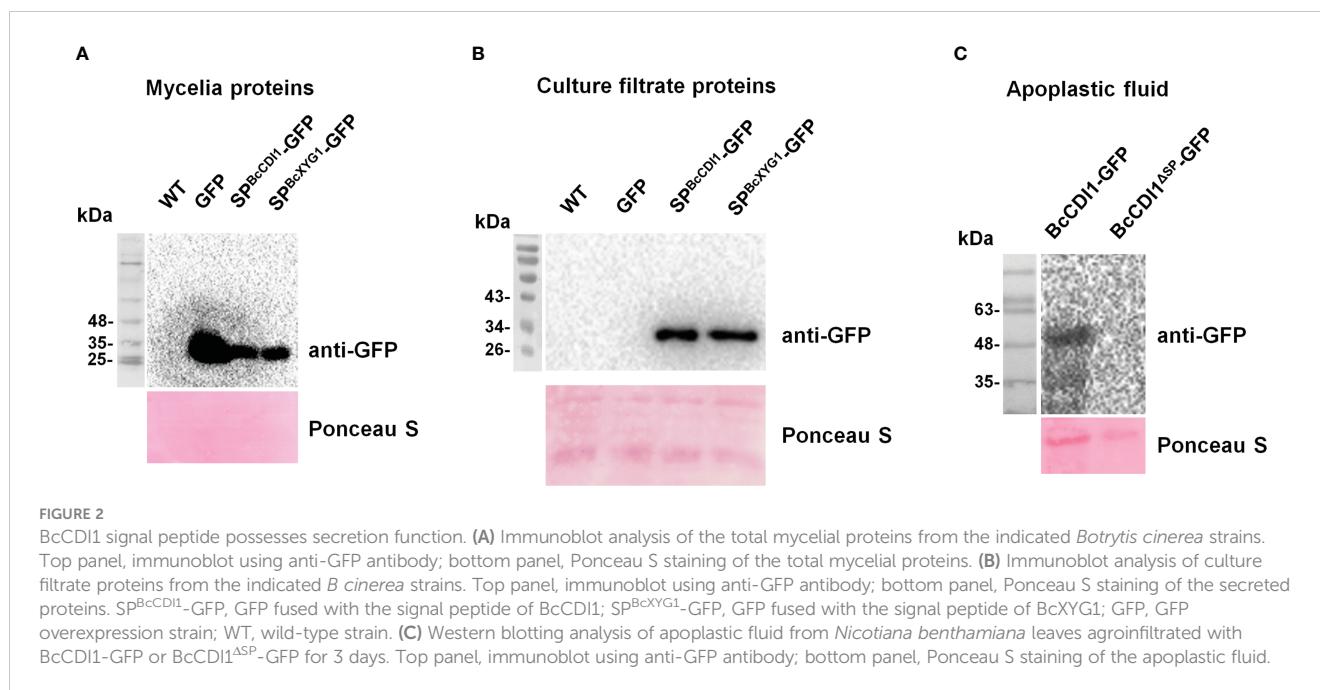 A
Mycelia proteins
WT
GFP
SP^BcCDI1-GFP
SP^BcXYG1-GFP
kDa
48-
35-
25-
anti-GFP
Ponceau S
B
Culture filtrate proteins
WT
GFP
SP^BcCDI1-GFP
SP^BcXYG1-GFP
kDa
43-
34-
26-
anti-GFP
Ponceau S
C
Apoplastic fluid
BcCDI1-GFP
BcCDI1^ΔSP-GFP
kDa
63-
48-
35-
anti-GFP
Ponceau S
FIGURE 2
BcCDI1 signal peptide possesses secretion function. (A) Immunoblot analysis of the total mycelial proteins from the indicated Botrytis cinerea strains.
Top panel, immunoblot using anti-GFP antibody; bottom panel, Ponceau S staining of the total mycelial proteins. (B) Immunoblot analysis of culture
filtrate proteins from the indicated B cinerea strains. Top panel, immunoblot using anti-GFP antibody; bottom panel, Ponceau S staining of the secreted
proteins. SP^BcCDI1-GFP, GFP fused with the signal peptide of BcCDI1; SP^BcXYG1-GFP, GFP fused with the signal peptide of BcXYG1; GFP, GFP
overexpression strain; WT, wild-type strain. (C) Western blotting analysis of apoplastic fluid from Nicotiana benthamiana leaves agroinfiltrated with
BcCDI1-GFP or BcCDI1^ΔSP-GFP for 3 days. Top panel, immunoblot using anti-GFP antibody; bottom panel, Ponceau S staining of the apoplastic fluid.